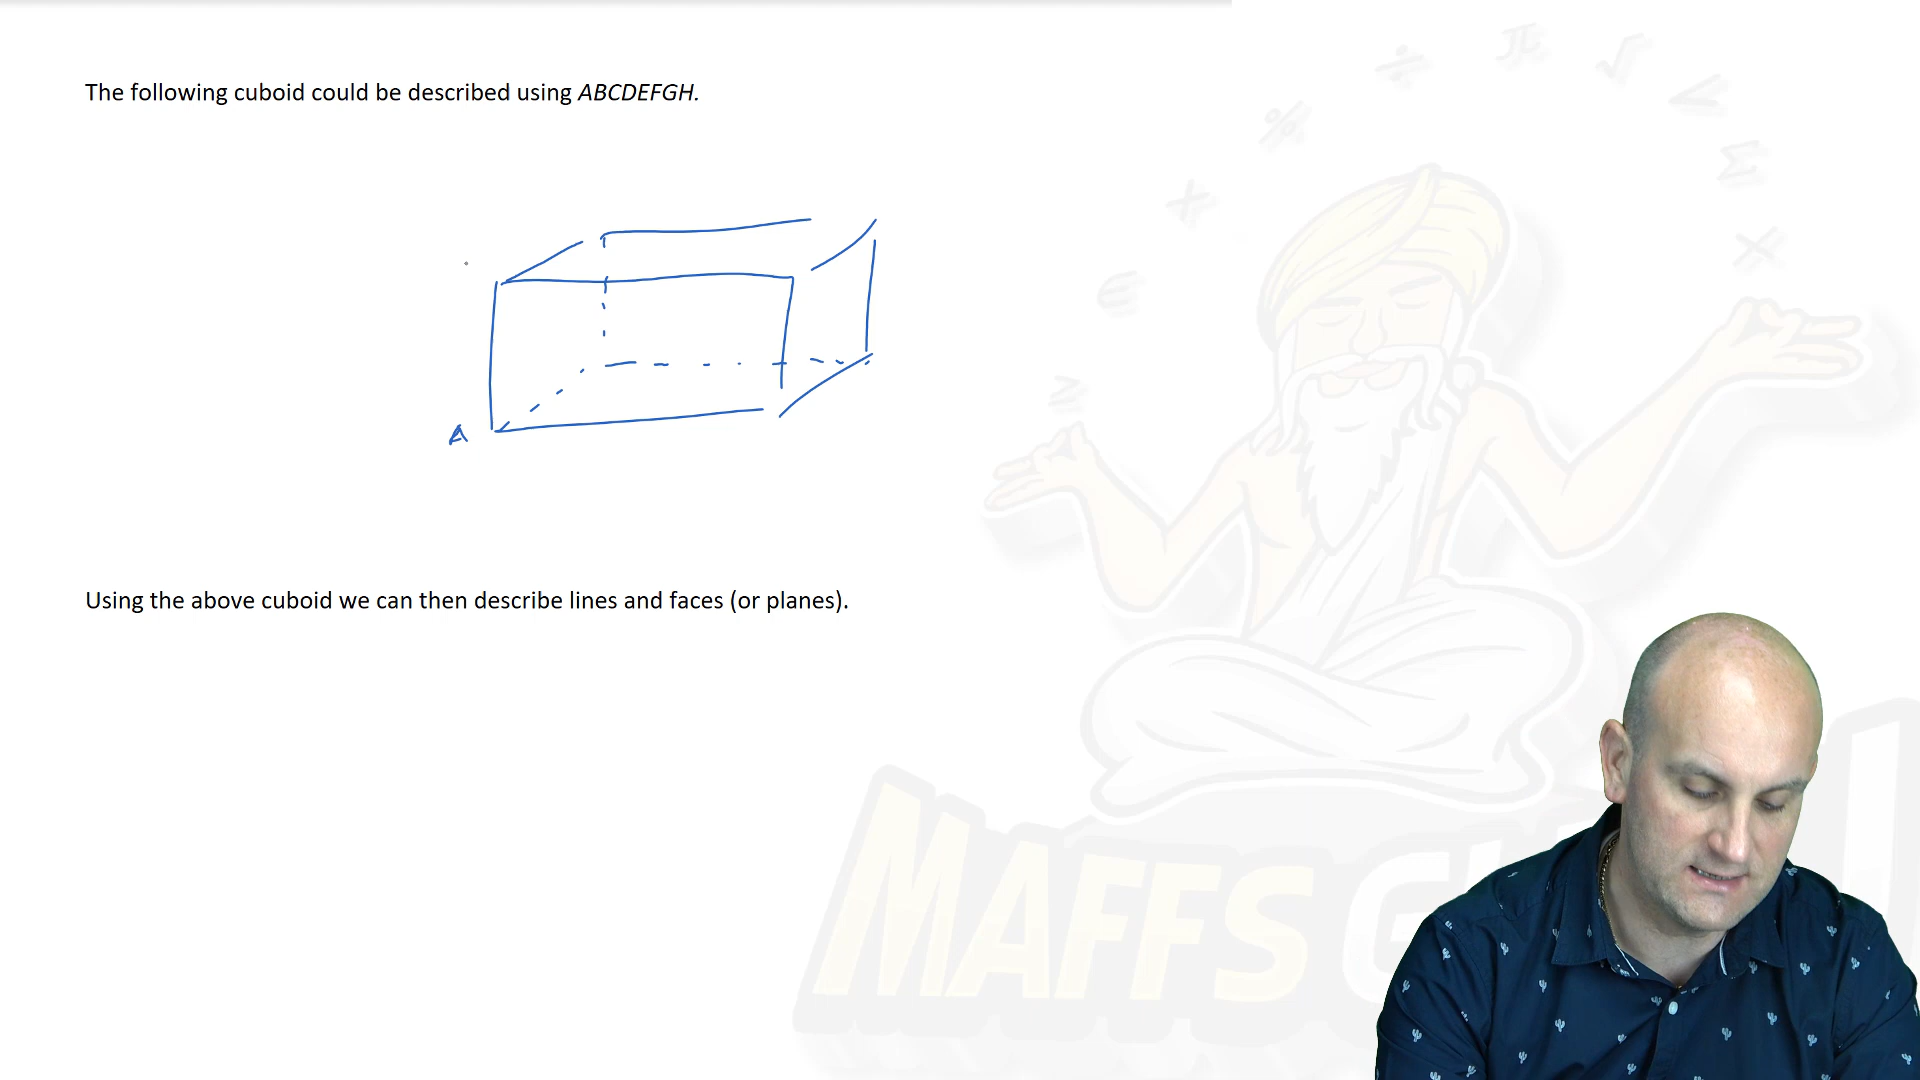 The following cuboid could be described using ABCDEFGH.
A
Using the above cuboid we can then describe lines and faces (or planes).
MAFFS G